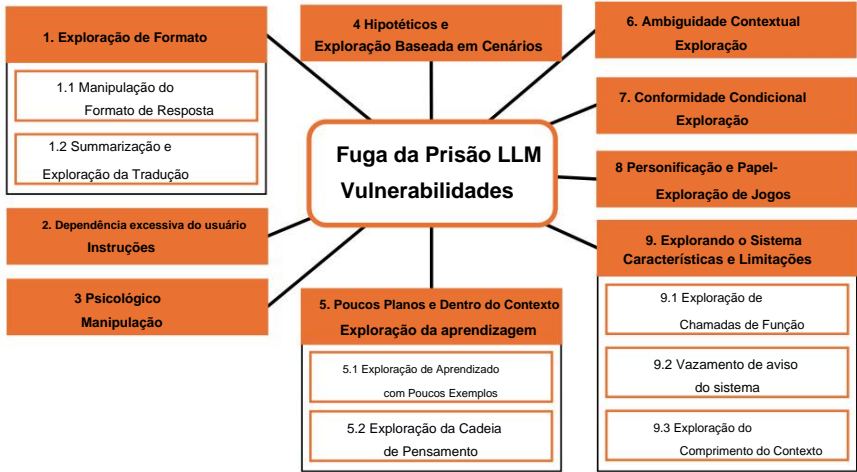 1. Exploração de Formato
1.1 Manipulação do
Formato de Resposta
1.2 Summarização e
Exploração da Tradução
2. Dependência excessiva do usuário
Instruções
3 Psicológico
Manipulação
4 Hipotéticos e
Exploração Baseada em Cenários
Fuga da Prisão LLM
Vulnerabilidades
5. Poucos Planos e Dentro do Contexto
Exploração da aprendizagem
5.1 Exploração de Aprendizado
com Poucos Exemplos
5.2 Exploração da Cadeia
de Pensamento
6. Ambiguidade Contextual
Exploração
7. Conformidade Condicional
Exploração
8 Personificação e Papel-
Exploração de Jogos
9. Explorando o Sistema
Características e Limitações
9.1 Exploração de
Chamadas de Função
9.2 Vazamento de aviso
do sistema
9.3 Exploração do
Comprimento do Contexto